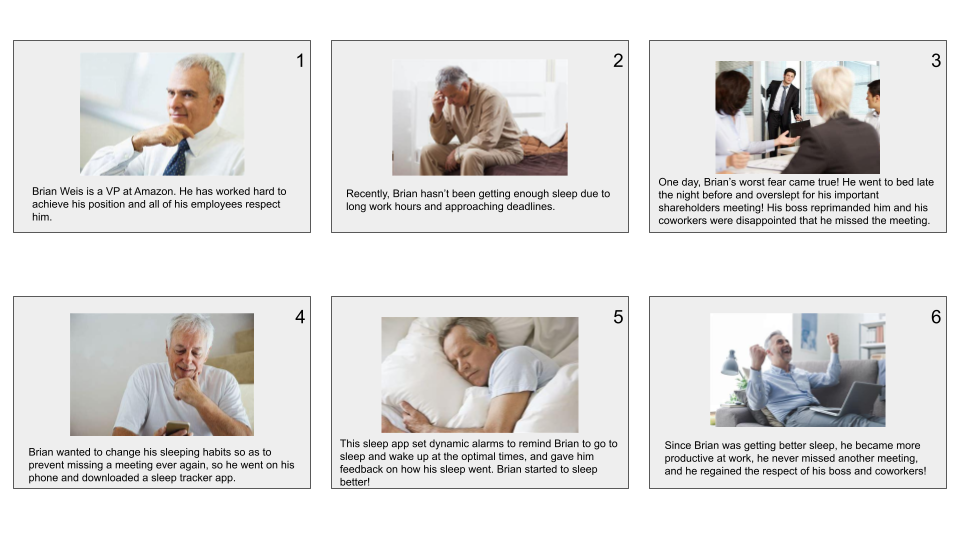 1
Brian Weis is a VP at Amazon. He has worked hard to
achieve his position and all of his employees respect
him.
2
Recently, Brian hasn’t been getting enough sleep due to
long work hours and approaching deadlines.
3
One day, Brian’s worst fear came true! He went to bed late
the night before and overslept for his important
shareholders meeting! His boss reprimanded him and his
coworkers were disappointed that he missed the meeting.
4
Brian wanted to change his sleeping habits so as to
prevent missing a meeting ever again, so he went on his
phone and downloaded a sleep tracker app.
5
This sleep app set dynamic alarms to remind Brian to go to
sleep and wake up at the optimal times, and gave him
feedback on how his sleep went. Brian started to sleep
better!
6
Since Brian was getting better sleep, he became more
productive at work, he never missed another meeting,
and he regained the respect of his boss and coworkers!